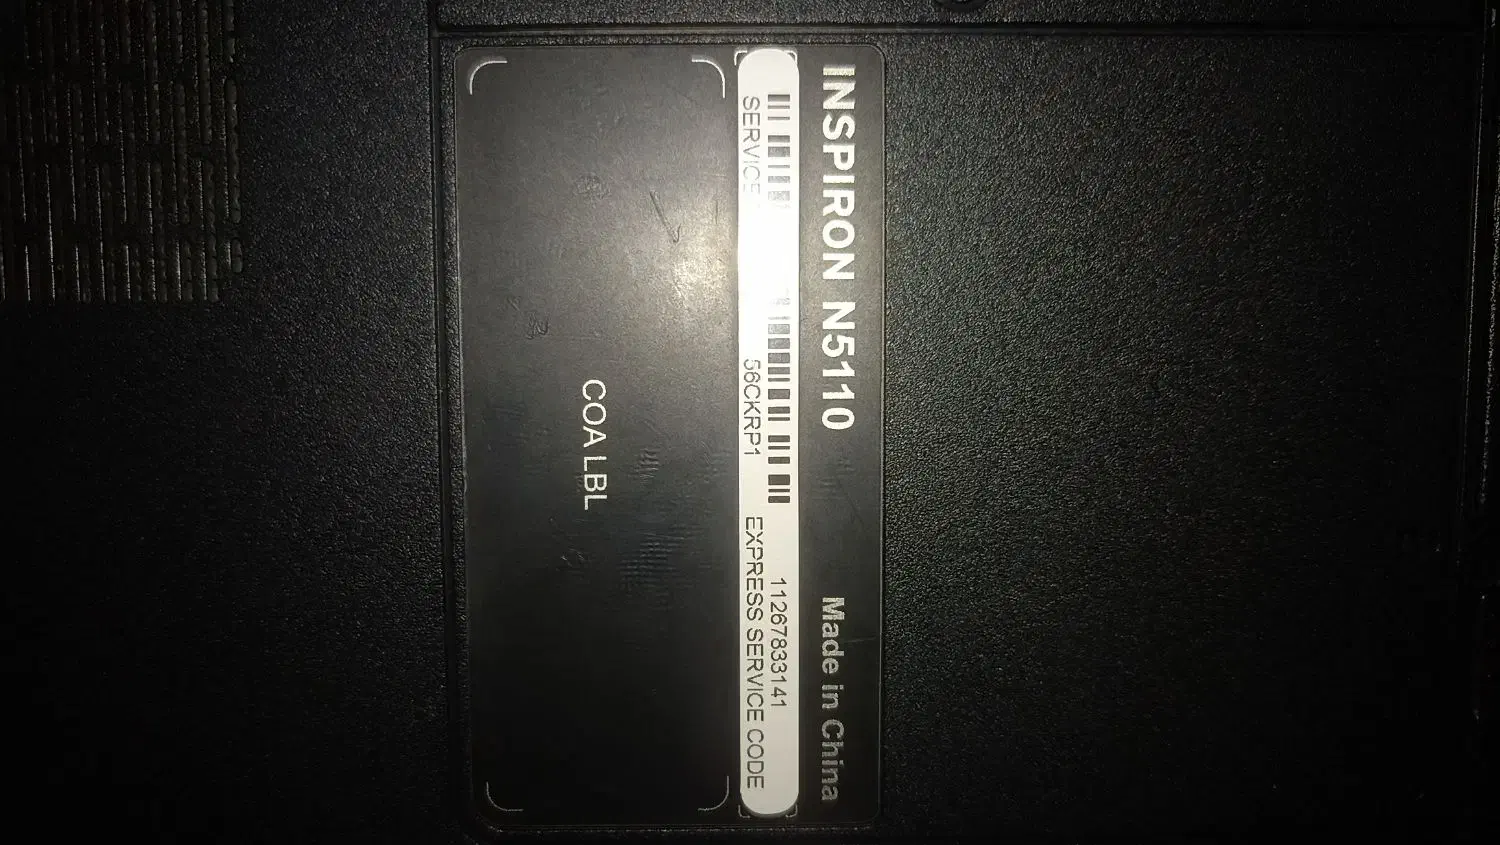 INSPIRON N5110 Made in China
11267833141
SERVICE 56CKRP1 EXPRESS SERVICE CODE
COA LBL